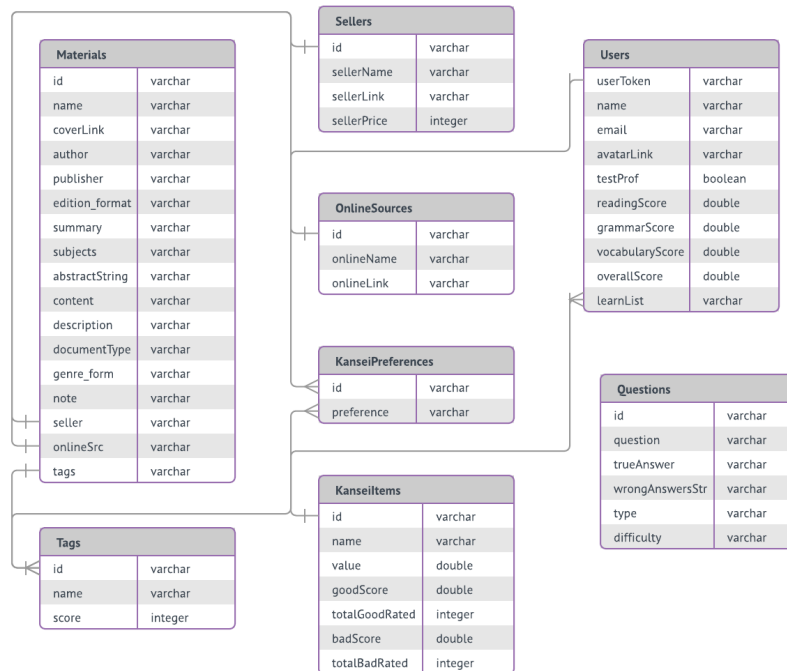 Materials
id varchar
name varchar
coverLink varchar
author varchar
publisher varchar
edition_format varchar
summary varchar
subjects varchar
abstractString varchar
content varchar
description varchar
documentType varchar
genre_form varchar
note varchar
seller varchar
onlineSrc varchar
tags varchar
Tags
id varchar
name varchar
score integer
Sellers
id varchar
sellerName varchar
sellerLink varchar
sellerPrice integer
OnlineSources
id varchar
onlineName varchar
onlineLink varchar
KanseiPreferences
id varchar
preference varchar
KanseiItems
id varchar
name varchar
value double
goodScore double
totalGoodRated integer
badScore double
totalBadRated integer
Users
userToken varchar
name varchar
email varchar
avatarLink varchar
testProf boolean
readingScore double
grammarScore double
vocabularyScore double
overallScore double
learnList varchar
Questions
id varchar
question varchar
trueAnswer varchar
wrongAnswersStr varchar
type varchar
difficulty varchar